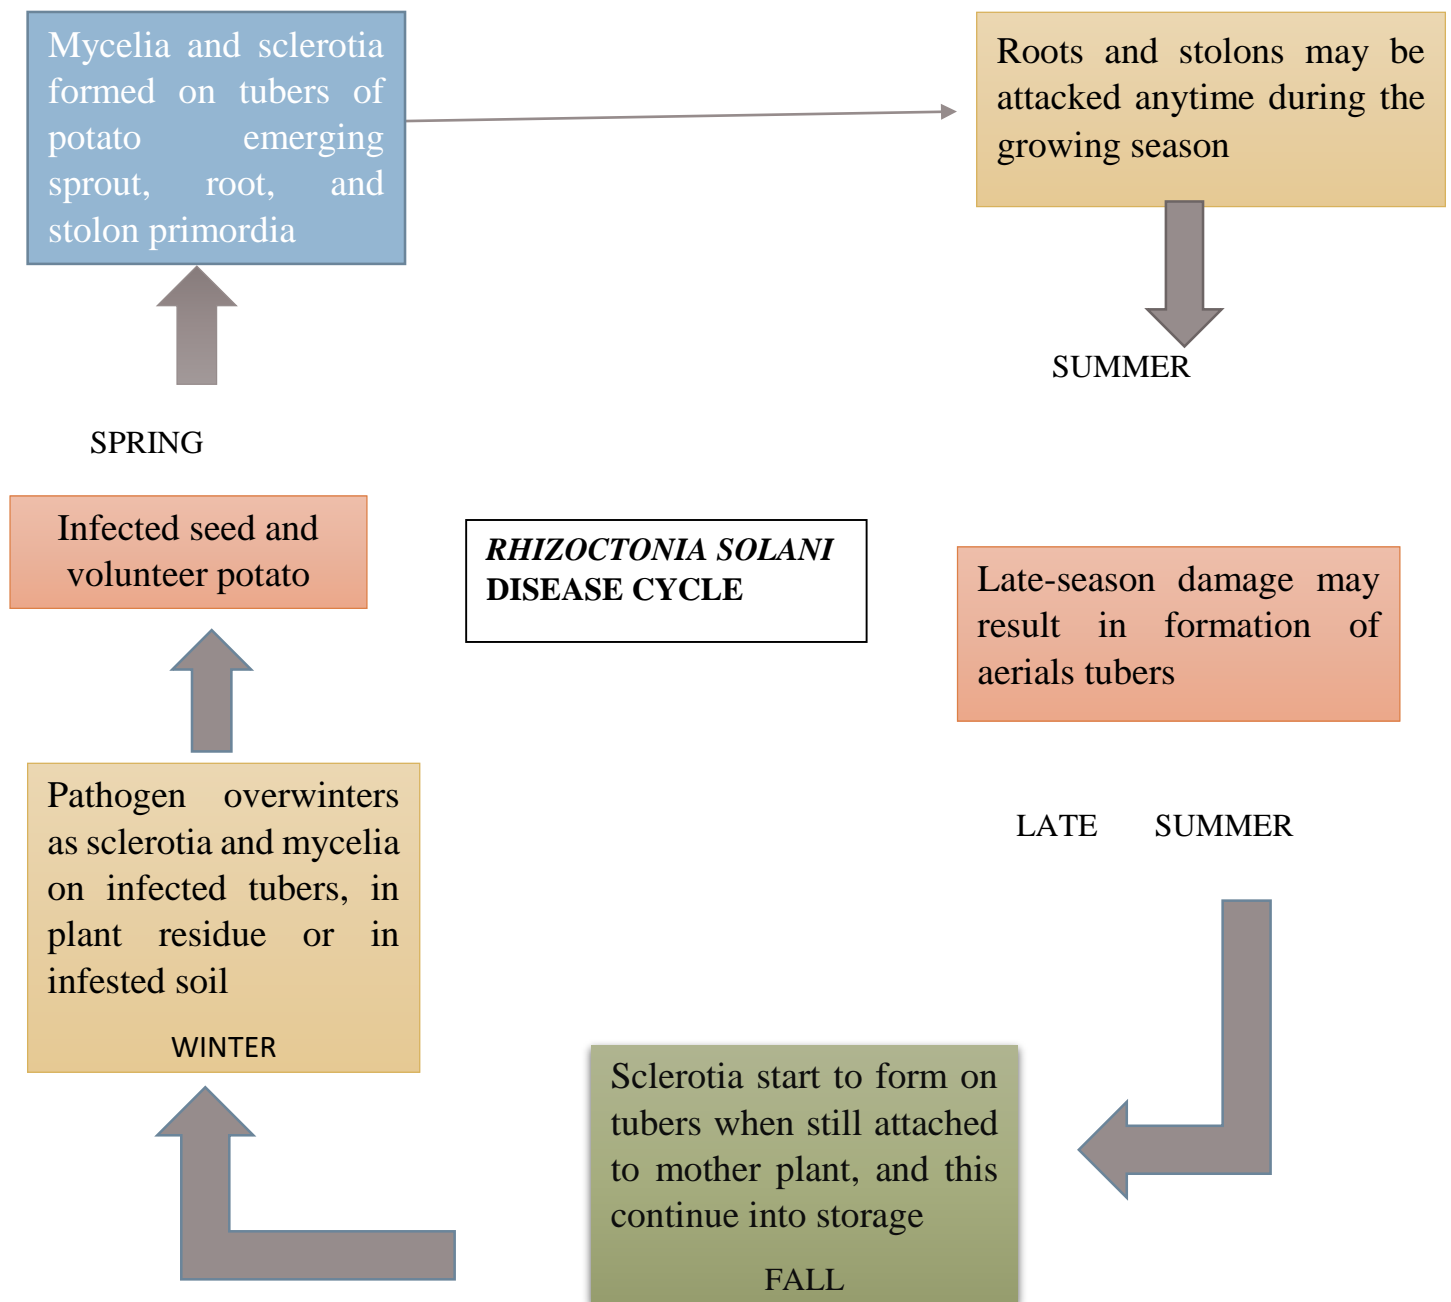 Mycelia and sclerotia
formed on tubers of
potato emerging
sprout, root, and
stolon primordia
Roots and stolons may be
attacked anytime during the
growing season
SUMMER
SPRING
Infected seed and
volunteer potato
RHIZOCTONIA SOLANI
DISEASE CYCLE
Late-season damage may
result in formation of
aerials tubers
Pathogen overwinters
as sclerotia and mycelia
on infected tubers, in
plant residue or in
infested soil
WINTER
LATE SUMMER
Sclerotia start to form on
tubers when still attached
to mother plant, and this
continue into storage
FALL